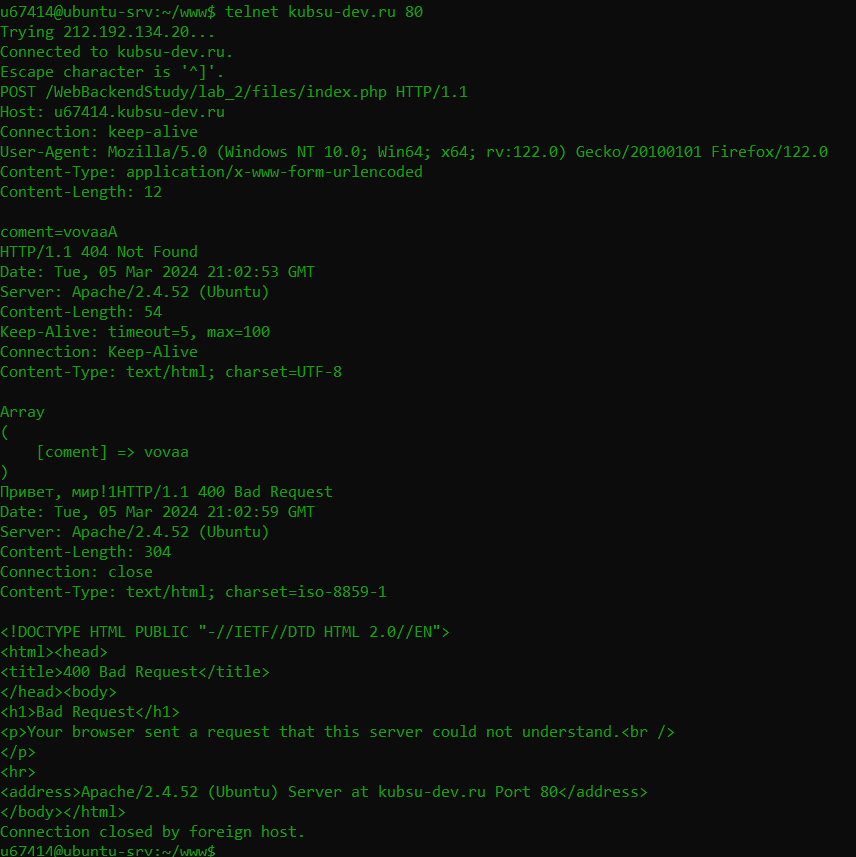 u67414@ubuntu-srv:~/www$ telnet kubsu-dev.ru 80
Trying 212.192.134.20...
Connected to kubsu-dev.ru.
Escape character is '^]'.
POST /WebBackendStudy/lab_2/files/index.php HTTP/1.1
Host: u67414.kubsu-dev.ru
Connection: keep-alive
User-Agent: Mozilla/5.0 (Windows NT 10.0; Win64; x64; rv:122.0) Gecko/20100101 Firefox/122.0
Content-Type: application/x-www-form-urlencoded
Content-Length: 12

coment=vovaaA
HTTP/1.1 404 Not Found
Date: Tue, 05 Mar 2024 21:02:53 GMT
Server: Apache/2.4.52 (Ubuntu)
Content-Length: 54
Keep-Alive: timeout=5, max=100
Connection: Keep-Alive
Content-Type: text/html; charset=UTF-8

Array
(
    [coment] => vovaa
)
Привет, мир!1HTTP/1.1 400 Bad Request
Date: Tue, 05 Mar 2024 21:02:59 GMT
Server: Apache/2.4.52 (Ubuntu)
Content-Length: 304
Connection: close
Content-Type: text/html; charset=iso-8859-1

<!DOCTYPE HTML PUBLIC "-//IETF//DTD HTML 2.0//EN">
<html><head>
<title>400 Bad Request</title>
</head><body>
<h1>Bad Request</h1>
<p>Your browser sent a request that this server could not understand.<br />
</p>
<hr>
<address>Apache/2.4.52 (Ubuntu) Server at kubsu-dev.ru Port 80</address>
</body></html>
Connection closed by foreign host.
u67414@ubuntu-srv:~/www$